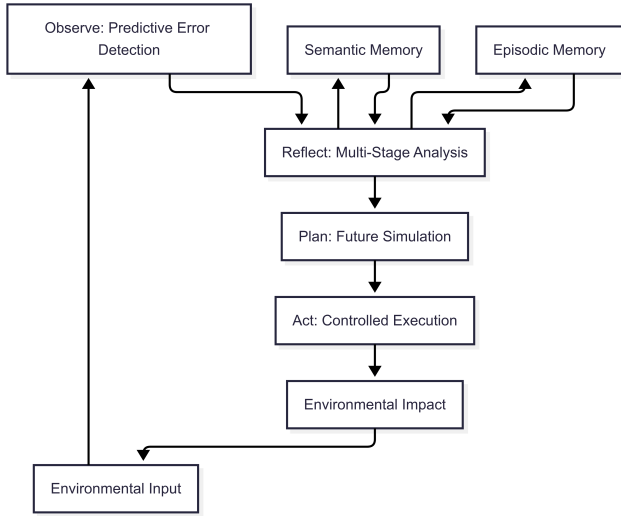 Observe: Predictive Error
Detection
Semantic Memory
Episodic Memory
Reflect: Multi-Stage Analysis
Plan: Future Simulation
Act: Controlled Execution
Environmental Impact
Environmental Input